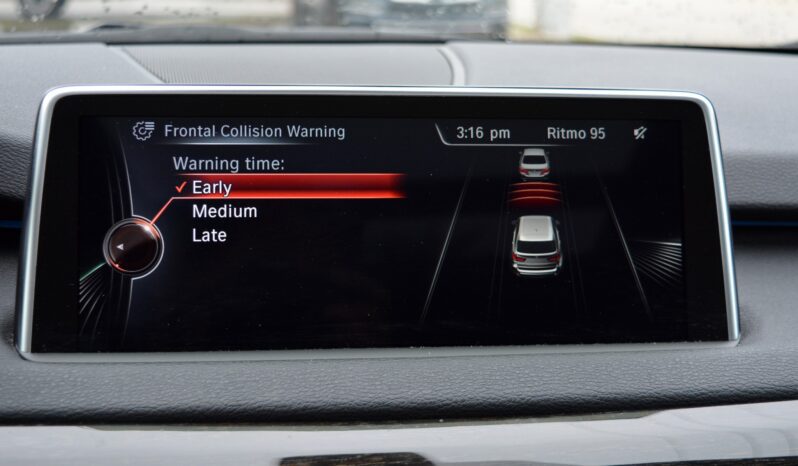 Frontal Collision Warning
3:16 pm
Ritmo 95
Warning time:
Early
Medium
Late